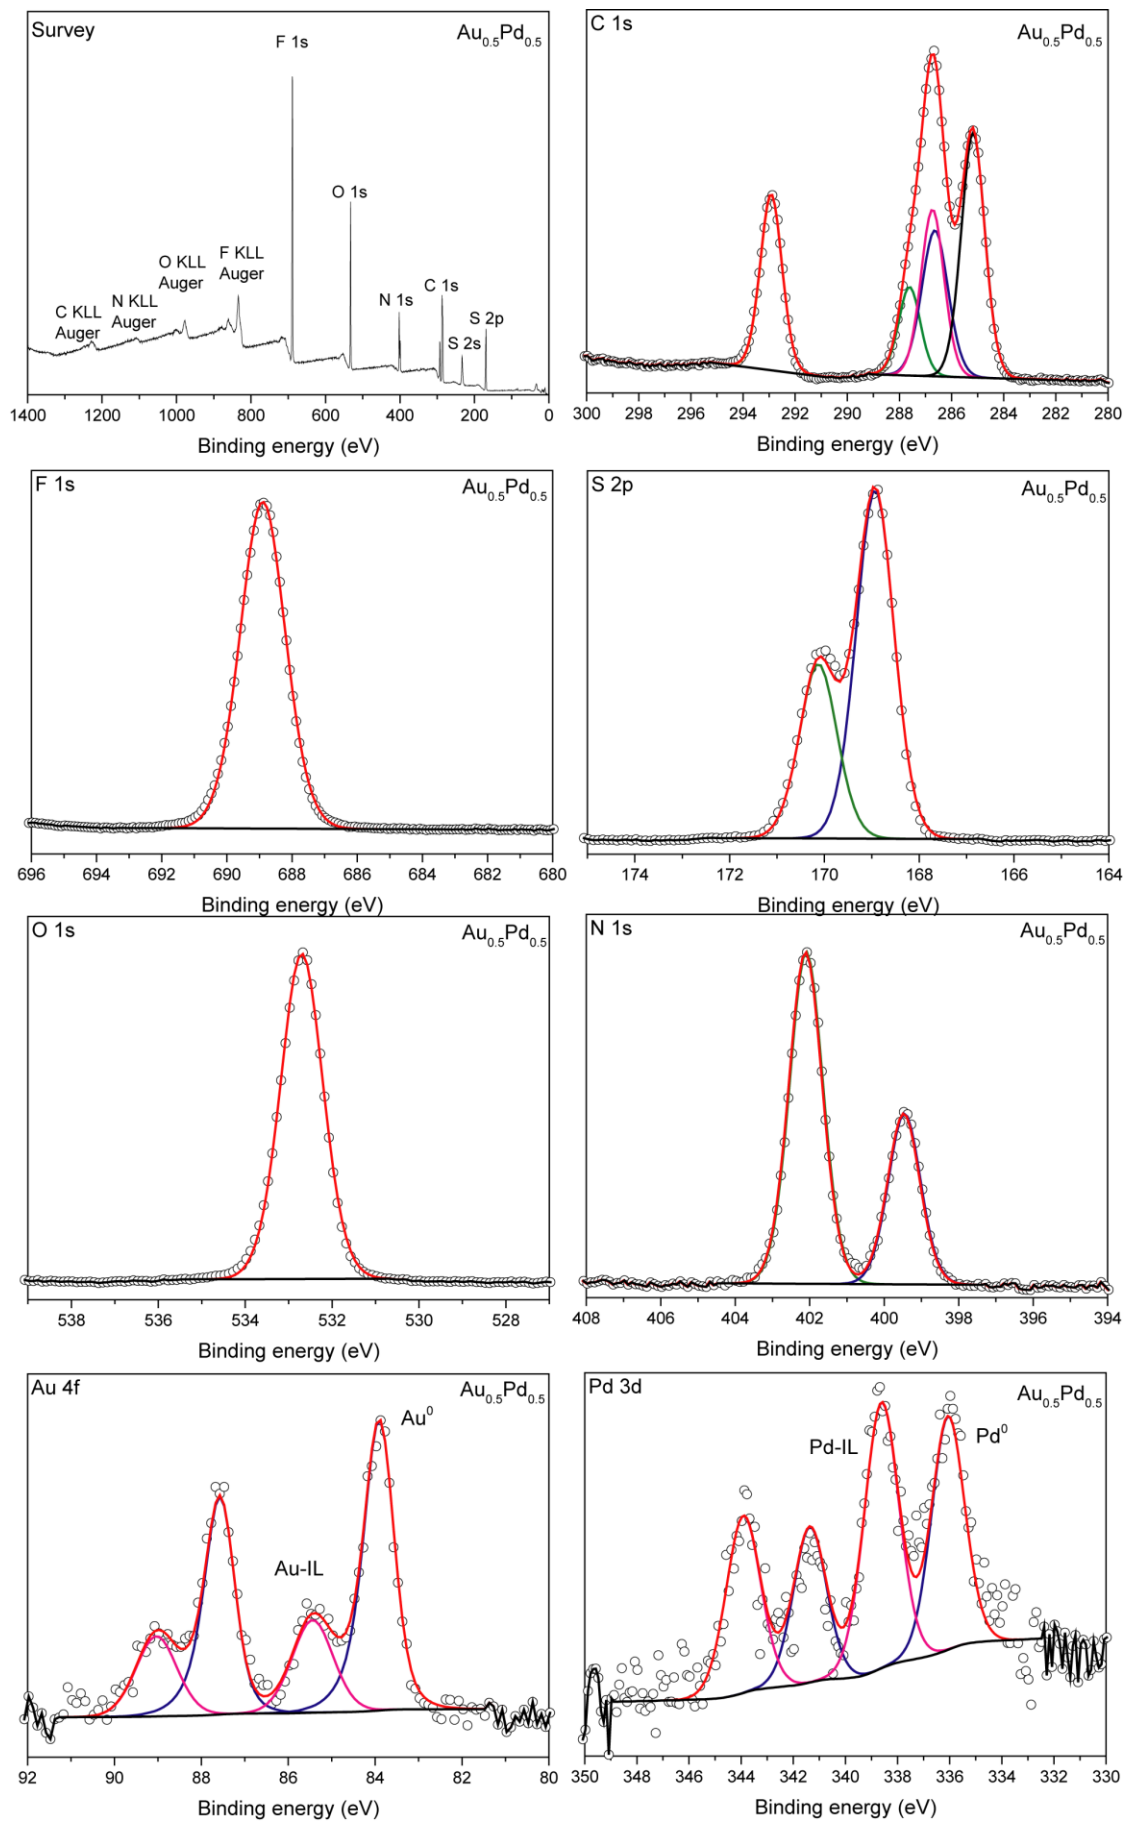 Survey
Au0.5Pd0.5
F 1s
O 1s
O KLL
Auger
F KLL
Auger
C KLL
Auger
N KLL
Auger
N 1s
C 1s
S 2p
S 2s
1400 1200 1000 800 600 400 200 0
Binding energy (eV)
C 1s
Au0.5Pd0.5
300 298 296 294 292 290 288 286 284 282 280
Binding energy (eV)
F 1s
Au0.5Pd0.5
696 694 692 690 688 686 684 682 680
Binding energy (eV)
S 2p
Au0.5Pd0.5
174 172 170 168 166 164
Binding energy (eV)
O 1s
Au0.5Pd0.5
538 536 534 532 530 528
Binding energy (eV)
N 1s
Au0.5Pd0.5
408 406 404 402 400 398 396 394
Binding energy (eV)
Au 4f
Au0.5Pd0.5
Au0
Au-IL
92 90 88 86 84 82 80
Binding energy (eV)
Pd 3d
Au0.5Pd0.5
Pd-IL
Pd0
350 348 346 344 342 340 338 336 334 332 330
Binding energy (eV)